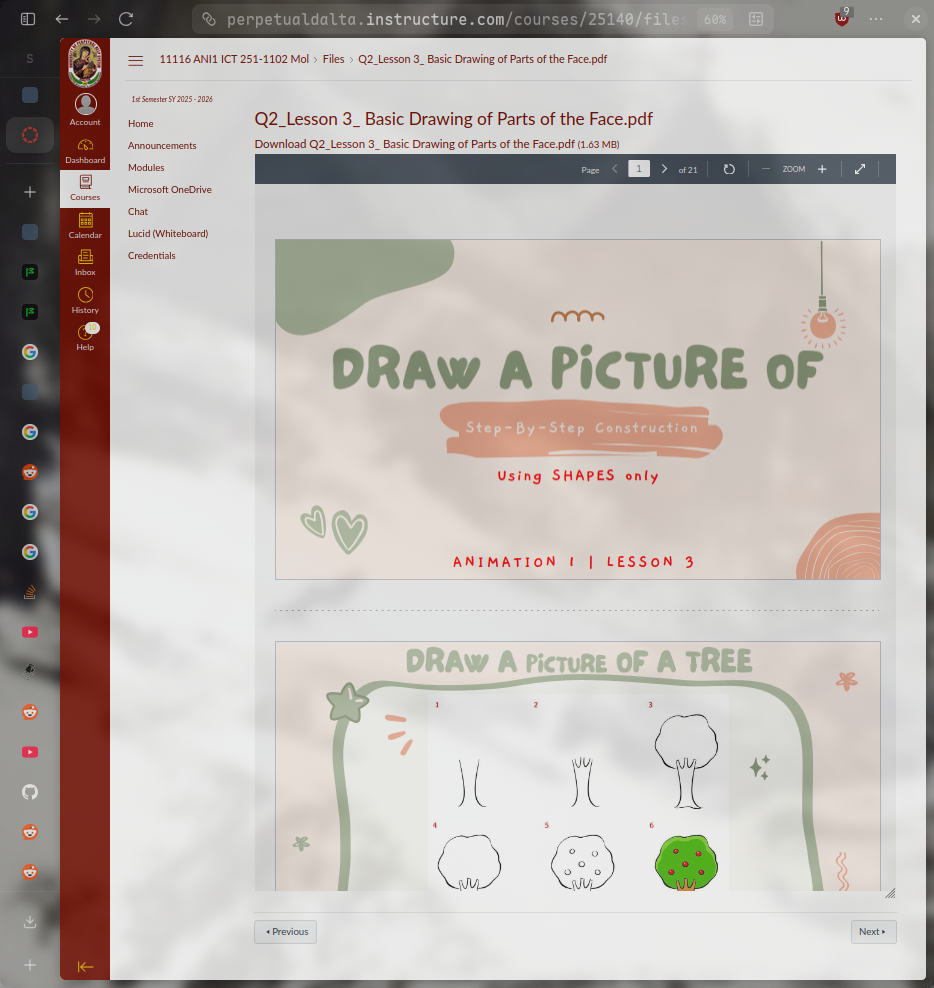 perpetualdalta.instructure.com/courses/25140/files
60%
9
S
11116 ANI1 ICT 251-1102 Mol › Files › Q2_Lesson 3_ Basic Drawing of Parts of the Face.pdf
Account
Dashboard
Courses
Calendar
Inbox
History
10
Help
1st Semester SY 2025 - 2026
Home
Announcements
Modules
Microsoft OneDrive
Chat
Lucid (Whiteboard)
Credentials
Q2_Lesson 3_ Basic Drawing of Parts of the Face.pdf
Download Q2_Lesson 3_ Basic Drawing of Parts of the Face.pdf (1.63 MB)
Page 1 of 21 ZOOM
DRAW A PiCTURE OF
Step-By-Step Construction
Using SHAPES only
ANIMATION 1 | LESSON 3
DRAW A PiCTURE OF A TREE
1 2 3
4 5 6
Previous
Next